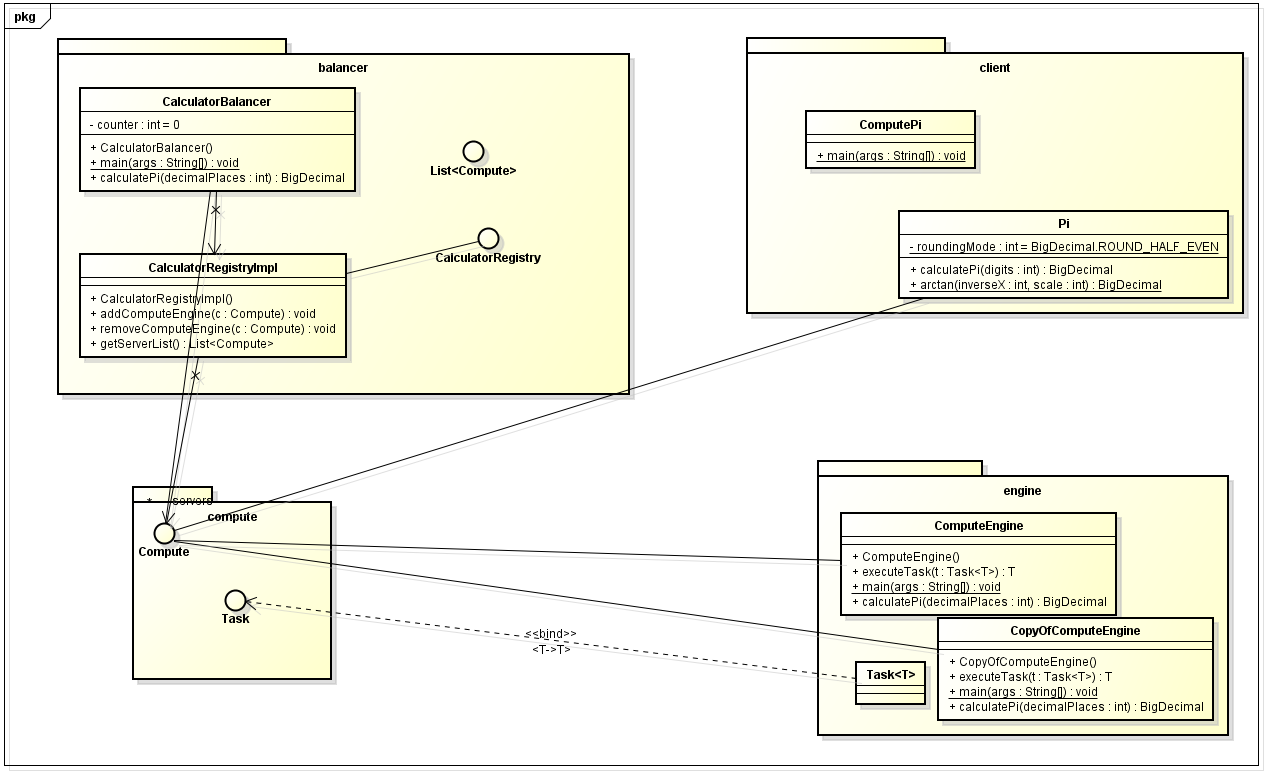 pkg
balancer
CalculatorBalancer
- counter : int = 0
+ CalculatorBalancer()
+ main(args : String[]) : void
+ calculatePi(decimalPlaces : int) : BigDecimal
List<Compute>
CalculatorRegistry
CalculatorRegistryImpl
+ CalculatorRegistryImpl()
+ addComputeEngine(c : Compute) : void
+ removeComputeEngine(c : Compute) : void
+ getServerList() : List<Compute>
client
ComputePi
+ main(args : String[]) : void
Pi
- roundingMode : int = BigDecimal.ROUND_HALF_EVEN
+ calculatePi(digits : int) : BigDecimal
+ arctan(inverseX : int, scale : int) : BigDecimal
* servers
compute
Compute
Task
<<bind>>
<T->T>
engine
ComputeEngine
+ ComputeEngine()
+ executeTask(t : Task<T>) : T
+ main(args : String[]) : void
+ calculatePi(decimalPlaces : int) : BigDecimal
CopyOfComputeEngine
+ CopyOfComputeEngine()
+ executeTask(t : Task<T>) : T
+ main(args : String[]) : void
+ calculatePi(decimalPlaces : int) : BigDecimal
Task<T>